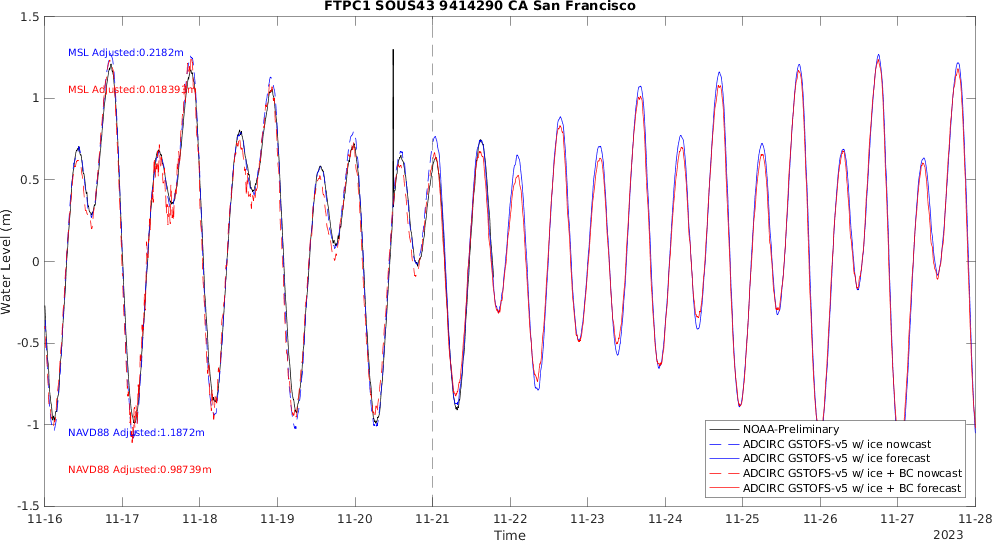 FTPC1 SOUS43 9414290 CA San Francisco
1.5
MSL Adjusted:0.2182m
MSL Adjusted:0.018393m
1
0.5
0
-0.5
-1
-1.5
Water Level (m)
NAVD88 Adjusted:1.1872m
NAVD88 Adjusted:0.98739m
NOAA-Preliminary
ADCIRC GSTOFS-v5 w/ ice nowcast
ADCIRC GSTOFS-v5 w/ ice forecast
ADCIRC GSTOFS-v5 w/ ice + BC nowcast
ADCIRC GSTOFS-v5 w/ ice + BC forecast
11-16 11-17 11-18 11-19 11-20 11-21 11-22 11-23 11-24 11-25 11-26 11-27 11-28
Time
2023